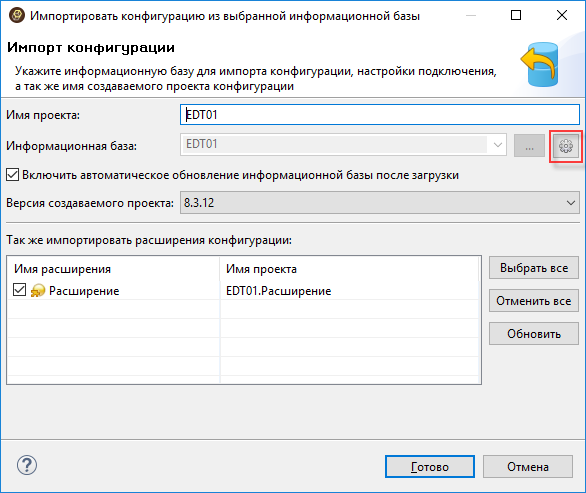 Импортировать конфигурацию из выбранной информационной базы
Импорт конфигурации
Укажите информационную базу для импорта конфигурации, настройки подключения,
а так же имя создаваемого проекта конфигурации
Имя проекта: EDT01
Информационная база: EDT01 ...
Включить автоматическое обновление информационной базы после загрузки
Версия создаваемого проекта: 8.3.12
Так же импортировать расширения конфигурации:
Имя расширения Имя проекта
Расширение EDT01.Расширение
Выбрать все
Отменить все
Обновить
? Готово Отмена